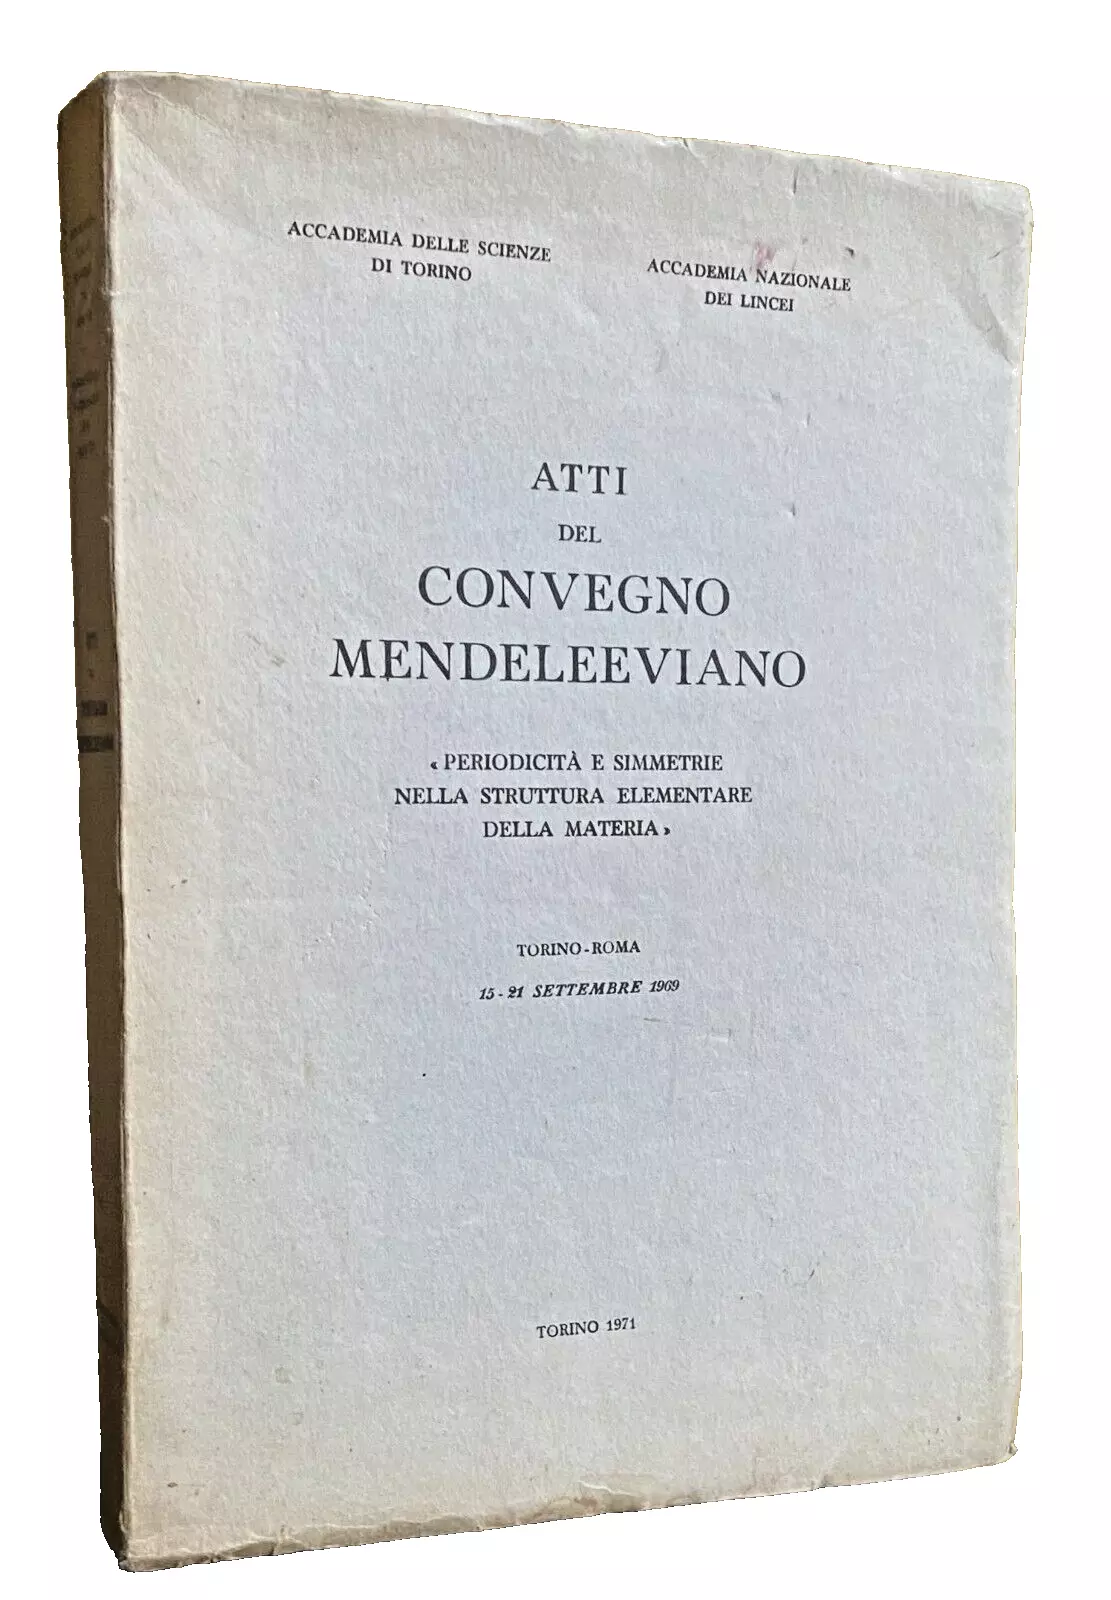 ACCADEMIA DELLE SCIENZE
DI TORINO
ACCADEMIA NAZIONALE
DEI LINCEI
ATTI
DEL
CONVEGNO
MENDELEEVIANO
« PERIODICITÀ E SIMMETRIE
NELLA STRUTTURA ELEMENTARE
DELLA MATERIA »
TORINO-ROMA
15 - 21 SETTEMBRE 1969
TORINO 1971